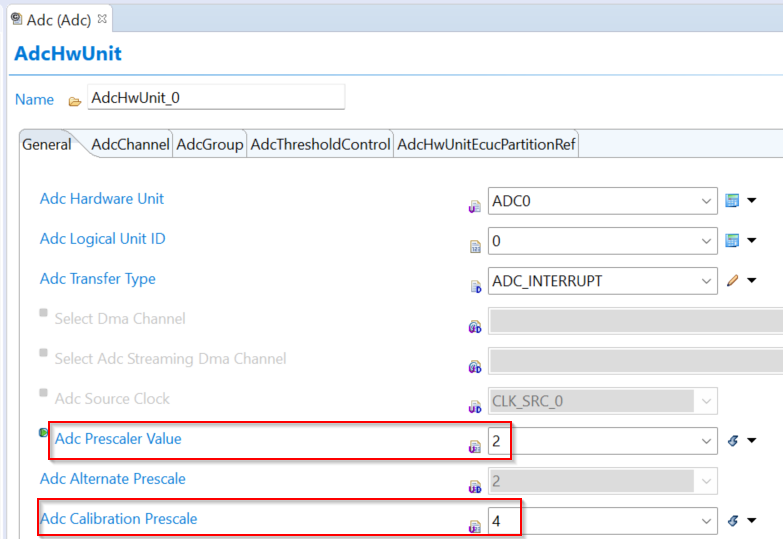 Adc (Adc)
AdcHwUnit
Name AdcHwUnit_0
General AdcChannel AdcGroup AdcThresholdControl AdcHwUnitEcucPartitionRef
Adc Hardware Unit ADC0
Adc Logical Unit ID 0
Adc Transfer Type ADC_INTERRUPT
Select Dma Channel
Select Adc Streaming Dma Channel
Adc Source Clock CLK_SRC_0
Adc Prescaler Value 2
Adc Alternate Prescale 2
Adc Calibration Prescale 4